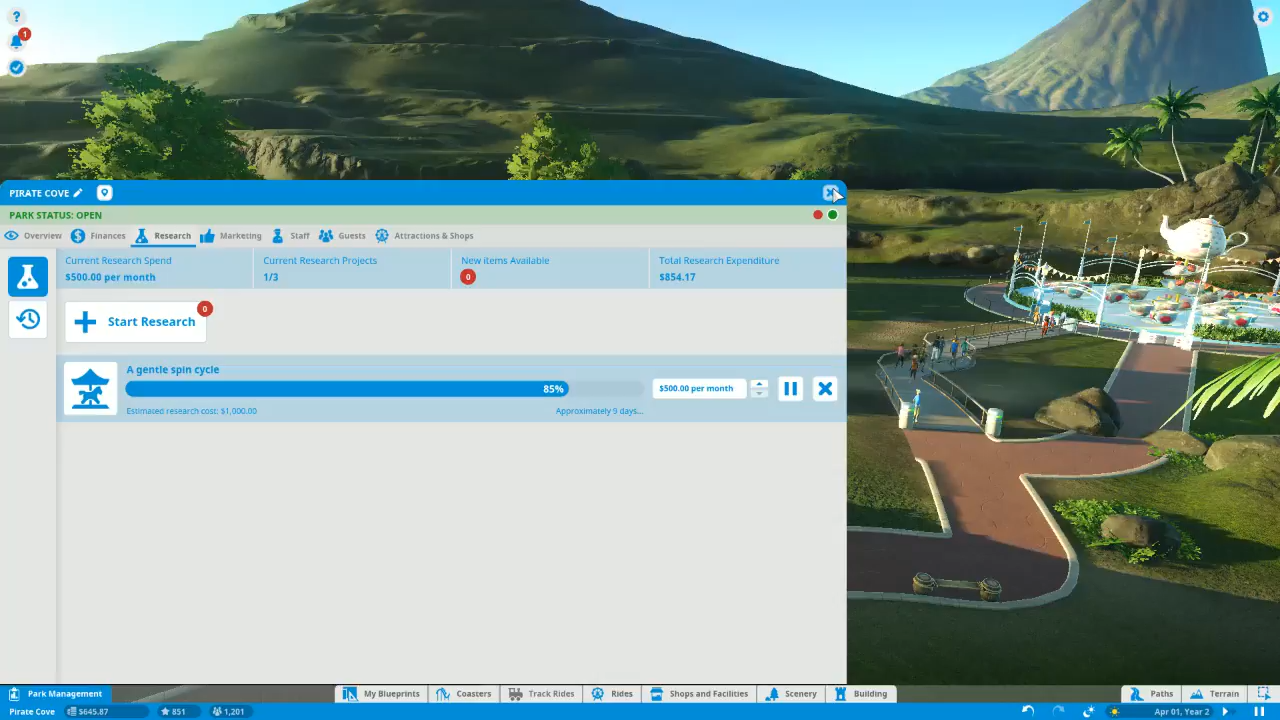 ?
1
PIRATE COVE
PARK STATUS: OPEN
Overview Finances Research Marketing Staff Guests Attractions & Shops
Current Research Spend Current Research Projects New items Available Total Research Expenditure
$500.00 per month 1/3 0 $854.17
Start Research 0
A gentle spin cycle
85% $500.00 per month
Estimated research cost: $1,000.00 Approximately 9 days...
Park Management My Blueprints Coasters Track Rides Rides Shops and Facilities Scenery Building Paths Terrain
Pirate Cove $645.87 851 1,201 Apr 01, Year 2